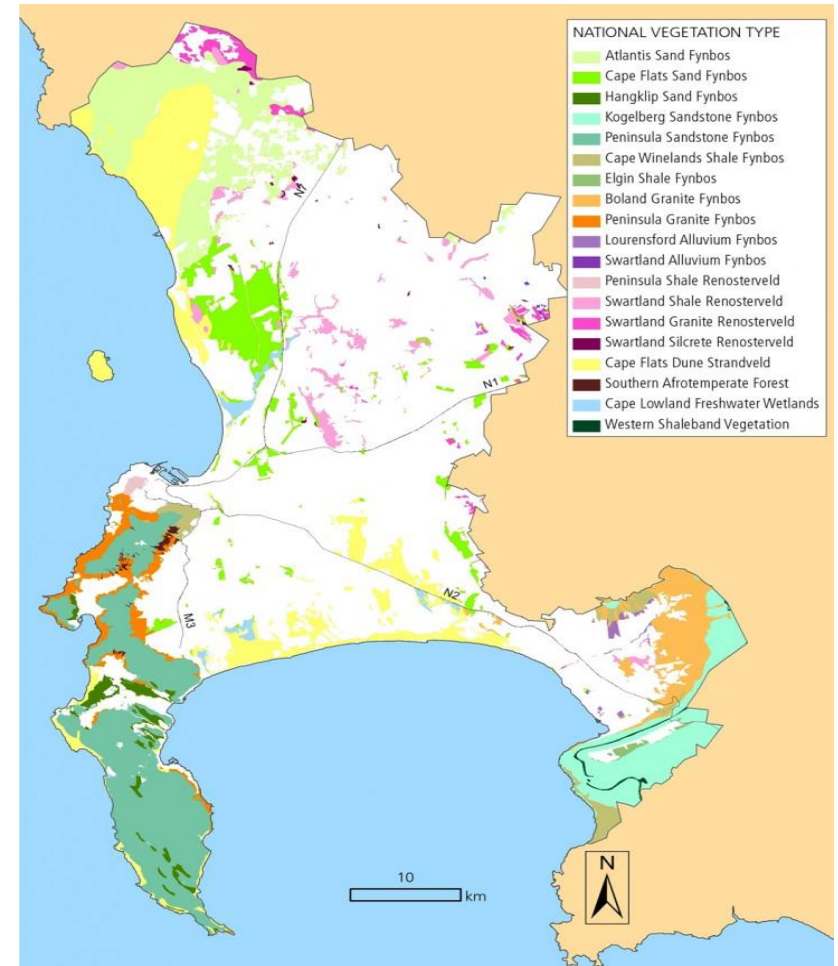 NATIONAL VEGETATION TYPE
Atlantis Sand Fynbos
Cape Flats Sand Fynbos
Hangklip Sand Fynbos
Kogelberg Sandstone Fynbos
Peninsula Sandstone Fynbos
Cape Winelands Shale Fynbos
Elgin Shale Fynbos
Boland Granite Fynbos
Peninsula Granite Fynbos
Lourensford Alluvium Fynbos
Swartland Alluvium Fynbos
Peninsula Shale Renosterveld
Swartland Shale Renosterveld
Swartland Granite Renosterveld
Swartland Silcrete Renosterveld
Cape Flats Dune Strandveld
Southern Afrotemperate Forest
Cape Lowland Freshwater Wetlands
Western Shaleband Vegetation
N7
N1
N2
M3
N
10
km